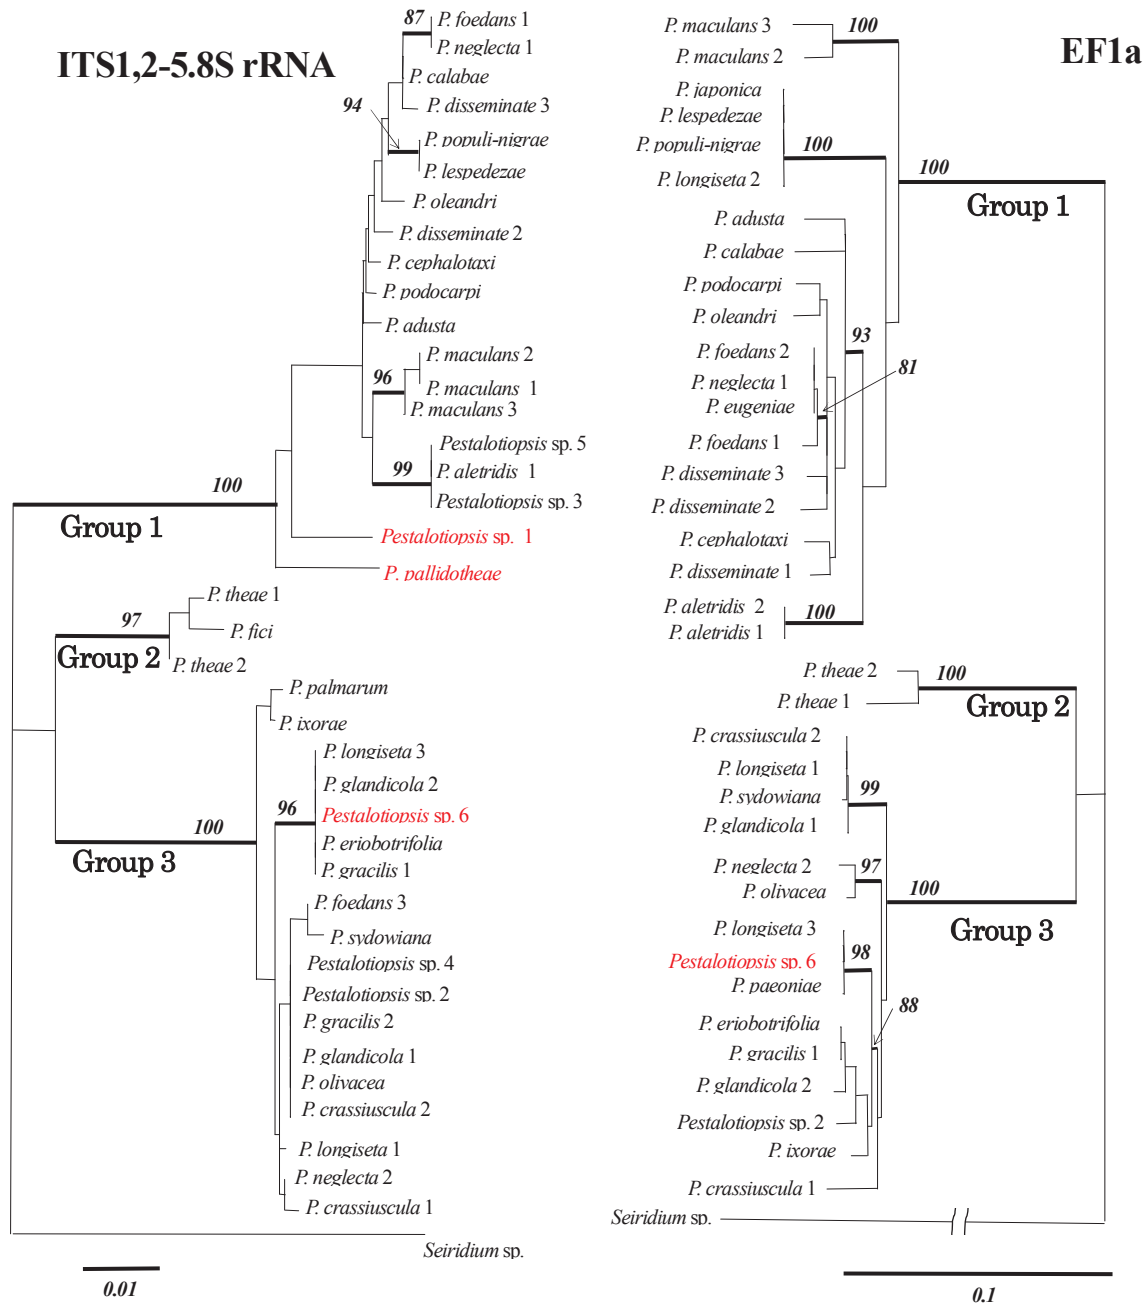 ITS1,2-5.8S rRNA
87
P. foedans 1
P. neglecta 1
P. calabae
94
P. disseminate 3
P. populi-nigrae
P. lespedezae
P. oleandri
P. disseminate 2
P. cephalotaxi
P. podocarpi
P. adusta
P. maculans 2
96
P. maculans 1
P. maculans 3
Pestalotiopsis sp. 5
99
P. aletridis 1
Pestalotiopsis sp. 3
100
Group 1
Pestalotiopsis sp. 1
P. pallidotheae
P. theae 1
97
P. fici
Group 2
P. theae 2
P. palmarum
P. ixorae
P. longiseta 3
P. glandicola 2
96
Pestalotiopsis sp. 6
100
P. eriobotrifolia
Group 3
P. gracilis 1
P. foedans 3
P. sydowiana
Pestalotiopsis sp. 4
Pestalotiopsis sp. 2
P. gracilis 2
P. glandicola 1
P. olivacea
P. crassiuscula 2
P. longiseta 1
P. neglecta 2
P. crassiuscula 1
Seiridium sp.
0.01
EF1a
P. maculans 3
100
P. maculans 2
P. japonica
P. lespedezae
P. populi-nigrae
100
P. longiseta 2
100
Group 1
P. adusta
P. calabae
P. podocarpi
P. oleandri
93
P. foedans 2
81
P. neglecta 1
P. eugeniae
P. foedans 1
P. disseminate 3
P. disseminate 2
P. cephalotaxi
P. disseminate 1
P. aletridis 2
100
P. aletridis 1
P. theae 2
100
P. theae 1
Group 2
P. crassiuscula 2
P. longiseta 1
99
P. sydowiana
P. glandicola 1
P. neglecta 2
97
P. olivacea
100
Group 3
P. longiseta 3
98
Pestalotiopsis sp. 6
P. paeoniae
88
P. eriobotrifolia
P. gracilis 1
P. glandicola 2
Pestalotiopsis sp. 2
P. ixorae
P. crassiuscula 1
Seiridium sp.
0.1